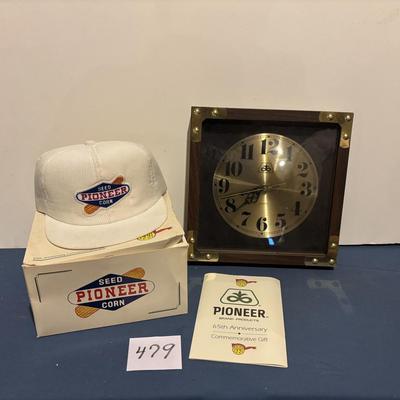 SEED
PIONEER
CORN
SEED
PIONEER
CORN
12
1
2
3
4
5
6
7
8
9
10
11
PIONEER
BRAND PRODUCTS
65th Anniversary
Commemorative Gift
479